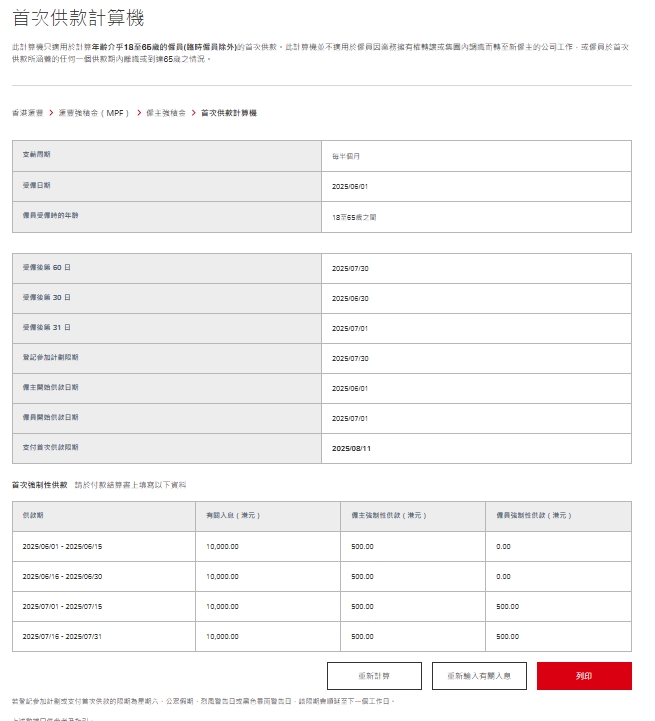 首次供款計算機
此計算機只適用於計算年齡介乎18至65歲的僱員(臨時僱員除外)的首次供款。此計算機並不適用於僱員因業務擁有權轉讓或集團內調職而轉至新僱主的公司工作，或僱員於首次
供款所涵蓋的任何一個供款期內離職或到達65歲之情況。
香港滙豐 > 滙豐強積金 ( MPF ) > 僱主強積金 > 首次供款計算機
支薪周期 每半個月
受僱日期 2025/06/01
僱員受僱時的年齡 18至65歲之間
受僱後第 60 日 2025/07/30
受僱後第 30 日 2025/06/30
受僱後第 31 日 2025/07/01
登記參加計劃限期 2025/07/30
僱主開始供款日期 2025/06/01
僱員開始供款日期 2025/07/01
支付首次供款限期 2025/08/11
首次強制性供款 請於付款結算書上填寫以下資料
供款期 有關入息 ( 港元 ) 僱主強制性供款 ( 港元 ) 僱員強制性供款 ( 港元 )
2025/06/01 - 2025/06/15 10,000.00 500.00 0.00
2025/06/16 - 2025/06/30 10,000.00 500.00 0.00
2025/07/01 - 2025/07/15 10,000.00 500.00 500.00
2025/07/16 - 2025/07/31 10,000.00 500.00 500.00
重新計算 重新輸入有關入息 列印
若登記參加計劃或支付首次供款的限期為星期六、公眾假期、烈風警告日或黑色暴雨警告日，該限期會順延至下一個工作日。